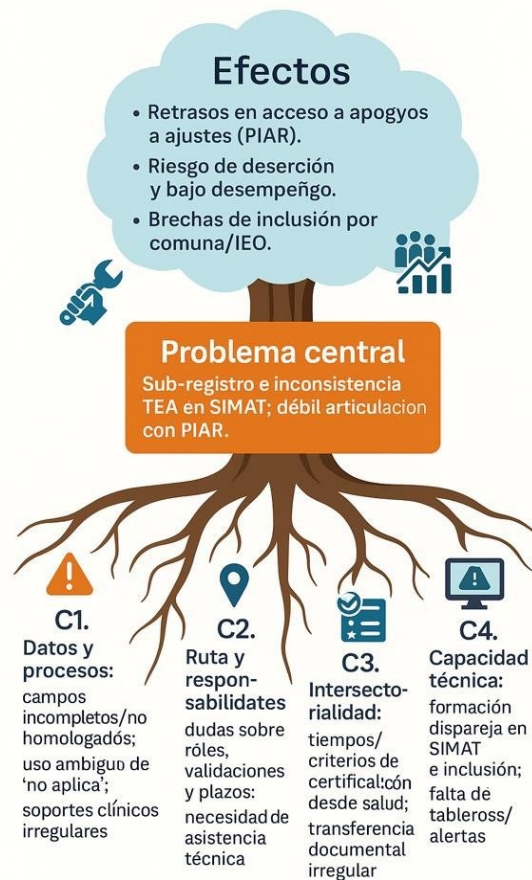 Efectos
• Retrasos en acceso a apogyos
a ajustes (PIAR).
• Riesgo de deserción
y bajo desempeñgo.
• Brechas de inclusión por
comuna/IEO.
Problema central
Sub-registro e inconsistencia
TEA en SIMAT; débil articulacion
con PIAR.
C1.
Datos y
procesos:
campos
incompletos/no
homologadós;
uso ambiguo de
'no aplica';
soportes clínicos
irregulares
C2.
Ruta y
respon-
sabilidates
dudas sobre
róles,
validaciones
y plazos:
necesidad de
asistencia
técnica
C3.
Intersecto-
rialidad:
tiempos/
criterios de
certifical:cón
desde salud;
transferencia
documental
irregular
C4.
Capacidad
técnica:
formación
dispareja en
SIMAT
e inclusión;
falta de
tableross/
alertas